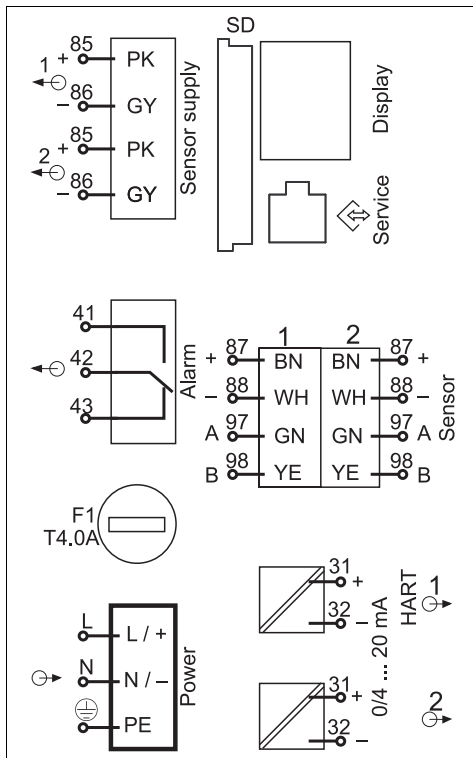 SD
1
+ 85 PK
− 86 GY
2
+ 85 PK
− 86 GY
Sensor supply
Display
Service
41
42
43
Alarm
1 2
+ 87 BN BN 87 +
− 88 WH WH 88 −
A 97 GN GN 97 A
B 98 YE YE 98 B
Sensor
F1
T4.0A
L L / +
N N / −
PE
Power
31 +
32 −
31 +
32 −
0/4 ... 20 mA
HART
1
2